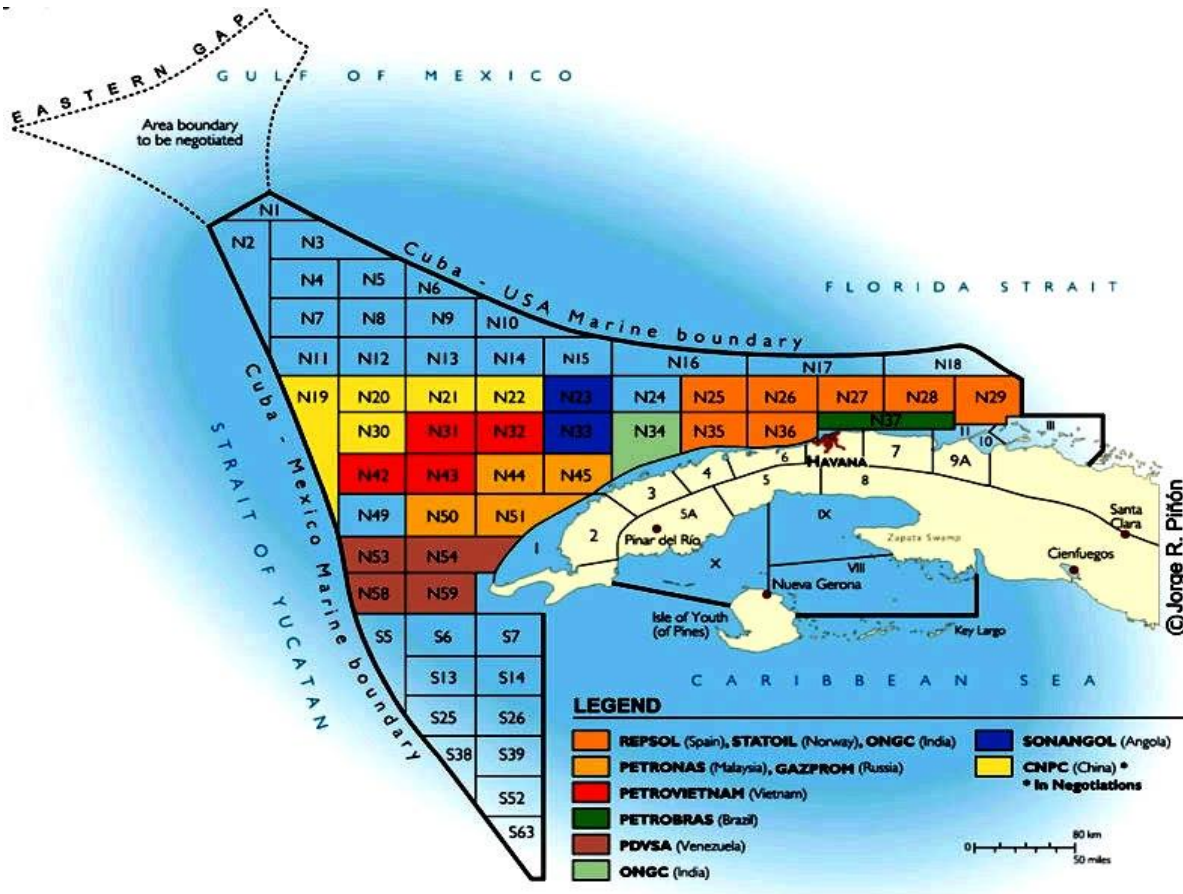 EASTERN GAP
GULF OF MEXICO
Area boundary
to be negotiated
N1
N2
N3
Cuba - USA Marine boundary
FLORIDA STRAIT
N4
N5
N6
N7
N8
N9
N10
N11
N12
N13
N14
N15
N16
N17
N18
Cuba - Mexico Marine boundary
STRAIT OF YUCATAN
N19
N20
N21
N22
N23
N24
N25
N26
N27
N28
N29
N30
N31
N32
N33
N34
N35
N36
N37
II
10
III
HAVANA
N42
N43
N44
N45
3
4
5
6
7
8
9A
N49
N50
N51
1
2
5A
Pinar del Río
IX
Zapata Swamp
Santa
Clara
Cienfuegos
N53
N54
X
VIII
Nueva Gerona
N58
N59
Isle of Youth
(of Pines)
Key Largo
S5
S6
S7
S13
S14
CARIBBEAN SEA
S25
S26
S38
S39
S52
S63
LEGEND
REPSOL (Spain), STATOIL (Norway), ONGC (India)
PETRONAS (Malaysia), GAZPROM (Russia)
PETROVIETNAM (Vietnam)
PETROBRAS (Brazil)
PDVSA (Venezuela)
ONGC (India)
SONANGOL (Angola)
CNPC (China) *
* In Negotiations
0
80 km
50 miles
©Jorge R. Piñón